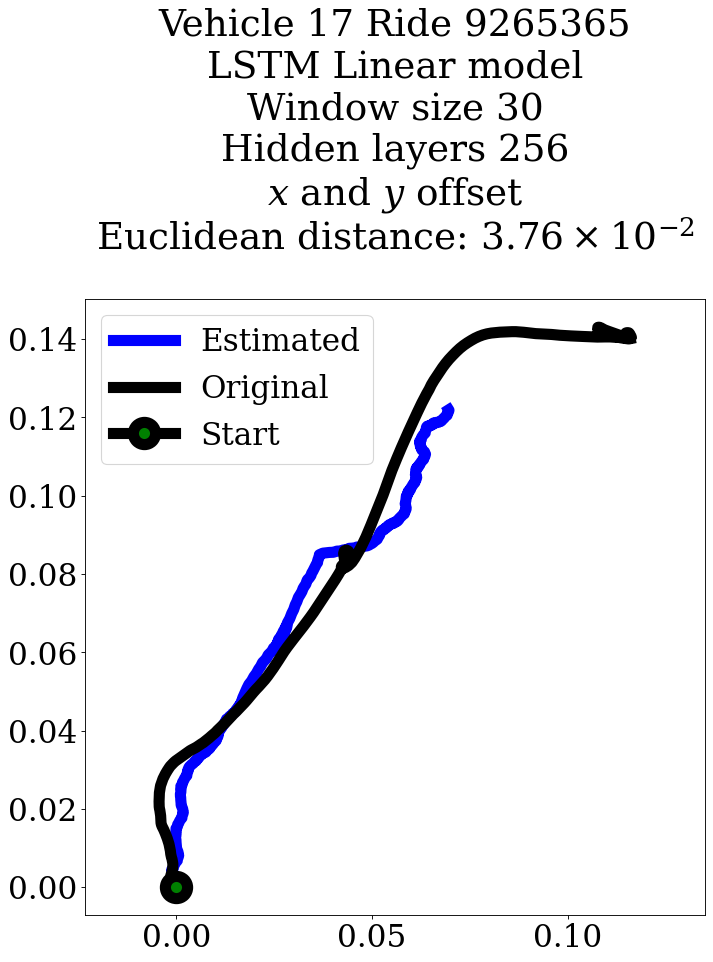 Vehicle 17 Ride 9265365
LSTM Linear model
Window size 30
Hidden layers 256
x and y offset
Euclidean distance: 3.76 × 10⁻²
Estimated
Original
Start
0.14
0.12
0.10
0.08
0.06
0.04
0.02
0.00
0.00 0.05 0.10